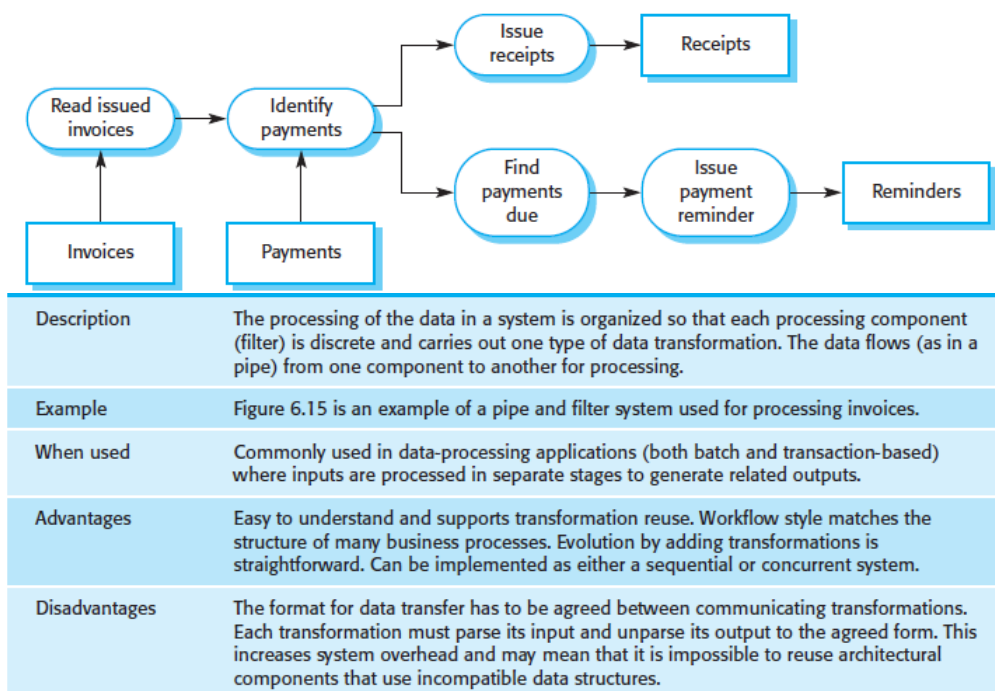 Issue
receipts
Receipts
Read issued
invoices
Identify
payments
Find
payments
due
Issue
payment
reminder
Reminders
Invoices
Payments
Description
The processing of the data in a system is organized so that each processing component
(filter) is discrete and carries out one type of data transformation. The data flows (as in a
pipe) from one component to another for processing.
Example
Figure 6.15 is an example of a pipe and filter system used for processing invoices.
When used
Commonly used in data-processing applications (both batch and transaction-based)
where inputs are processed in separate stages to generate related outputs.
Advantages
Easy to understand and supports transformation reuse. Workflow style matches the
structure of many business processes. Evolution by adding transformations is
straightforward. Can be implemented as either a sequential or concurrent system.
Disadvantages
The format for data transfer has to be agreed between communicating transformations.
Each transformation must parse its input and unparse its output to the agreed form. This
increases system overhead and may mean that it is impossible to reuse architectural
components that use incompatible data structures.